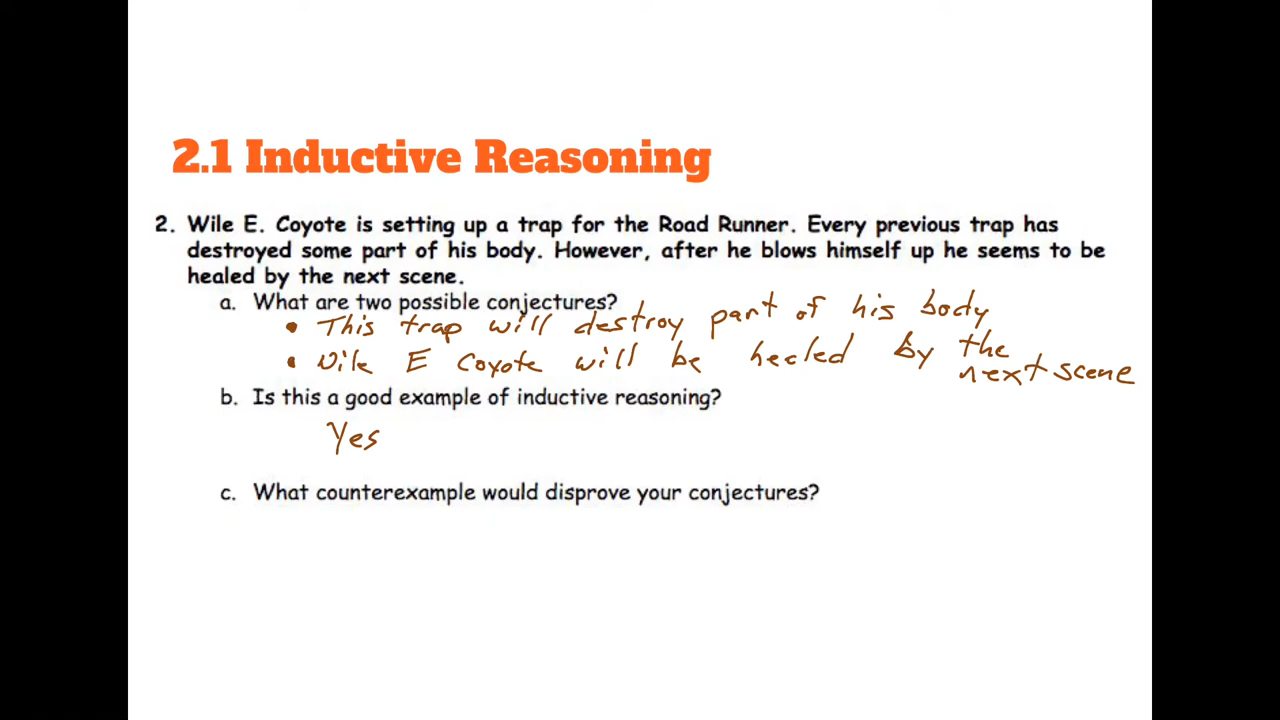 2.1 Inductive Reasoning
2. Wile E. Coyote is setting up a trap for the Road Runner. Every previous trap has
destroyed some part of his body. However, after he blows himself up he seems to be
healed by the next scene.
a. What are two possible conjectures?
• This trap will destroy part of his body
• Wile E Coyote will be healed by the
next scene
b. Is this a good example of inductive reasoning?
Yes
c. What counterexample would disprove your conjectures?